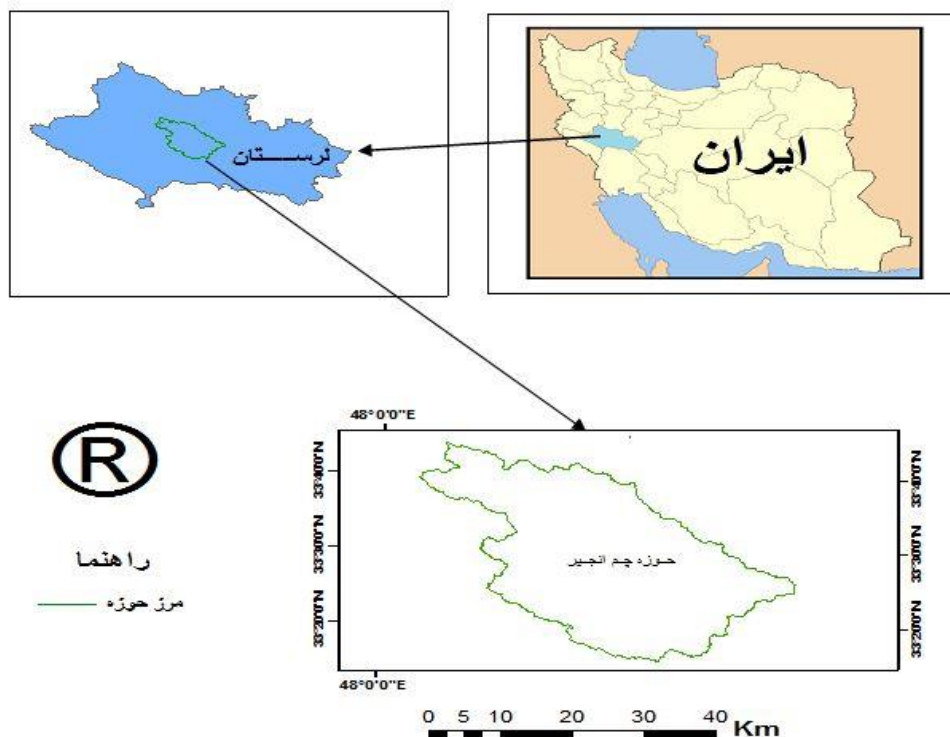 لرســـتان
ایران
48°0'0"E
33°40'0"N
33°40'0"N
33°30'0"N
33°30'0"N
33°20'0"N
33°20'0"N
حوزه چم انجیر
48°0'0"E
®
راهنما
مرز حوزه
0 5 10 20 30 40 Km